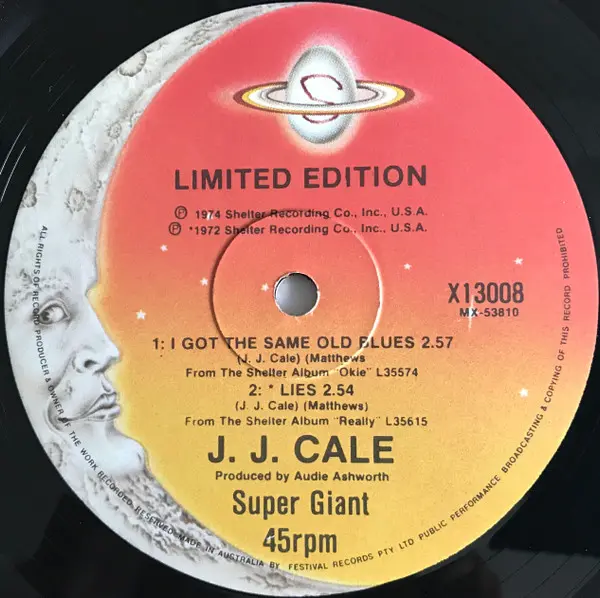 S
LIMITED EDITION
℗ 1974 Shelter Recording Co., Inc., U.S.A.
℗ *1972 Shelter Recording Co., Inc., U.S.A.
X13008
MX-53810
1: I GOT THE SAME OLD BLUES 2.57
(J. J. Cale) (Matthews
From The Shelter Album "Okie" L35574
2: * LIES 2.54
(J. J. Cale) (Matthews)
From The Shelter Album "Really" L35615
J. J. CALE
Produced by Audie Ashworth
Super Giant
45rpm
ALL RIGHTS OF RECORD PRODUCER & OWNER OF THE WORK RECORDED RESERVED. MADE IN AUSTRALIA BY FESTIVAL RECORDS PTY LTD PUBLIC PERFORMANCE BROADCASTING & COPYING OF THIS RECORD PROHIBITED